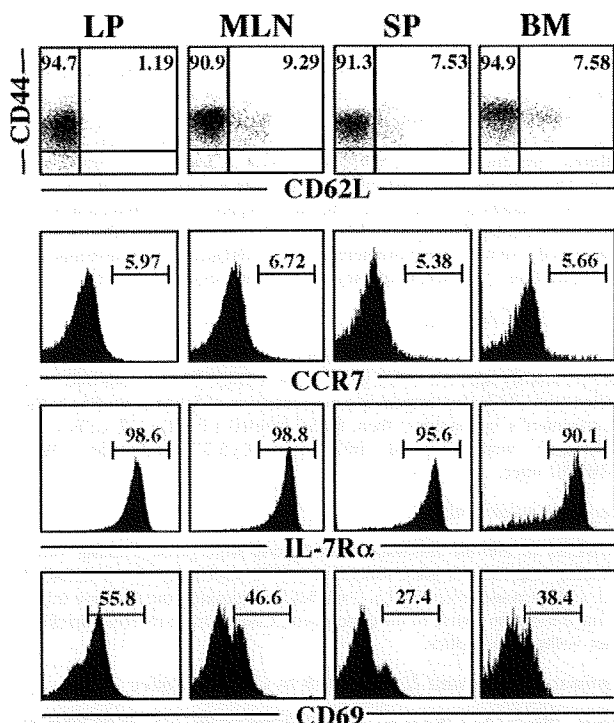 LP MLN SP BM
CD44
94.7 1.19 90.9 9.29 91.3 7.53 94.9 7.58
CD62L
5.97 6.72 5.38 5.66
CCR7
98.6 98.8 95.6 90.1
IL-7Rα
55.8 46.6 27.4 38.4
CD69